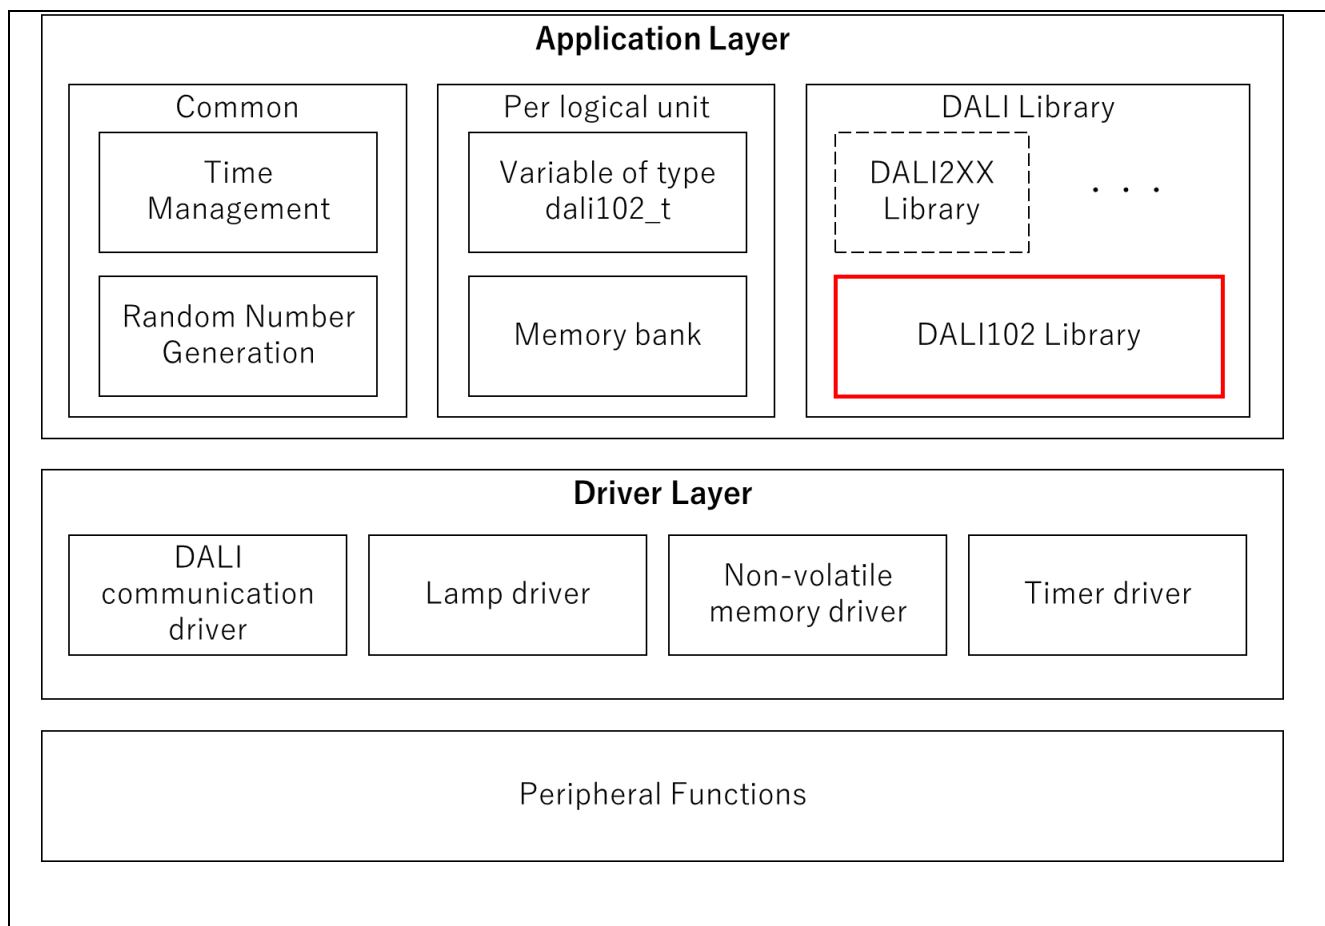 Application Layer
Common
Time
Management
Random Number
Generation
Per logical unit
Variable of type
dali102_t
Memory bank
DALI Library
DALI2XX
Library
. . .
DALI102 Library
Driver Layer
DALI
communication
driver
Lamp driver
Non-volatile
memory driver
Timer driver
Peripheral Functions